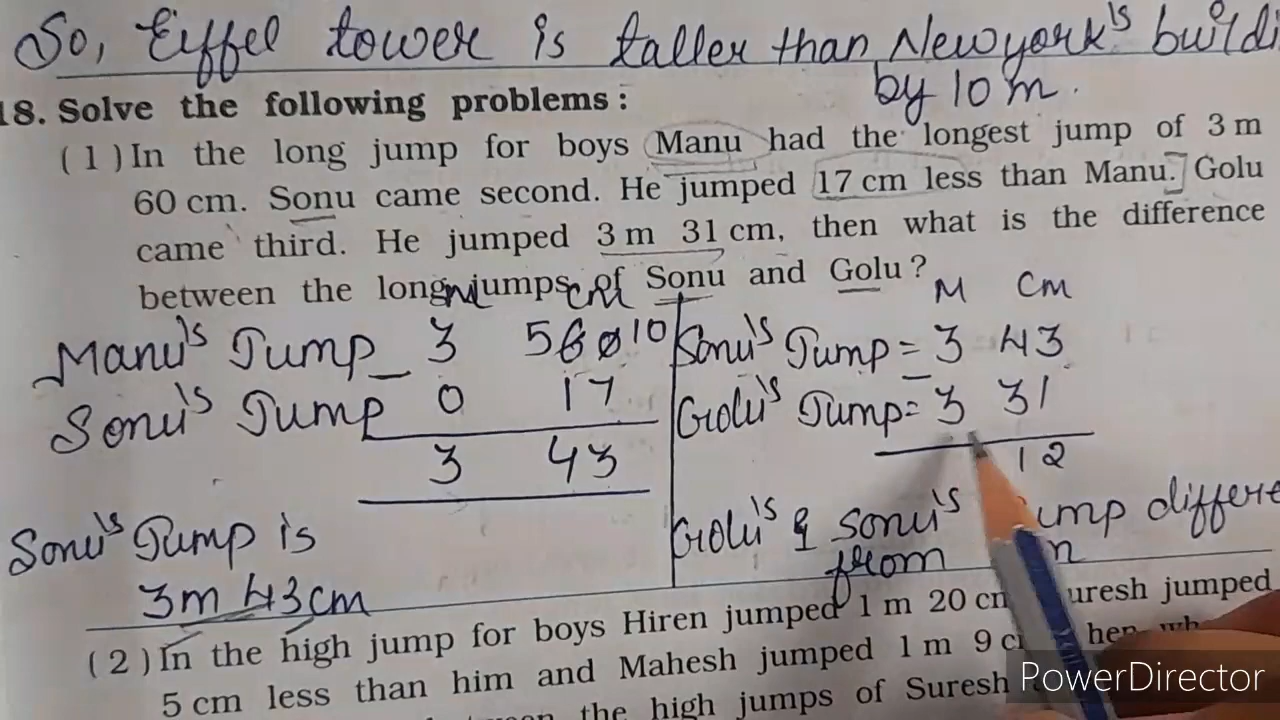 So, Eiffel tower is taller than Newyork's buildi
by 10 m.
18. Solve the following problems :
( 1 ) In the long jump for boys Manu had the longest jump of 3 m
60 cm. Sonu came second. He jumped 17 cm less than Manu. Golu
came third. He jumped 3 m 31 cm, then what is the difference
between the long jumps of Sonu and Golu ?
M cm
Manu's Jump 3 5 6 0 10
Sonu's Jump 0 17
3 43
Sonu's Jump is
3m 43cm
M cm
Sonu's Jump = 3 43
Golu's Jump = 3 31
12
Golu's & Sonu's ump differe
from
( 2 ) In the high jump for boys Hiren jumped 1 m 20 cm uresh jumped
5 cm less than him and Mahesh jumped 1 m 9 c hen wh
the high jumps of Suresh
PowerDirector